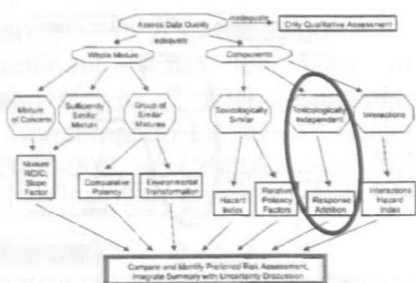 Assess Data Quality
inadequate
Only Qualitative Assessment
adequate
Whole Mixture
Components
Mixture
of Concern
Sufficiently
Similar
Mixture
Group of
Similar
Mixtures
Toxicologically
Similar
Toxicologically
Independent
Interactions
Mixture
RfD/C,
Slope
Factor
Comparative
Potency
Environmental
Transformation
Hazard
Index
Relative
Potency
Factors
Response
Addition
Interactions
Hazard
Index
Compare and Identify Preferred Risk Assessment,
Integrate Summary with Uncertainty Discussion